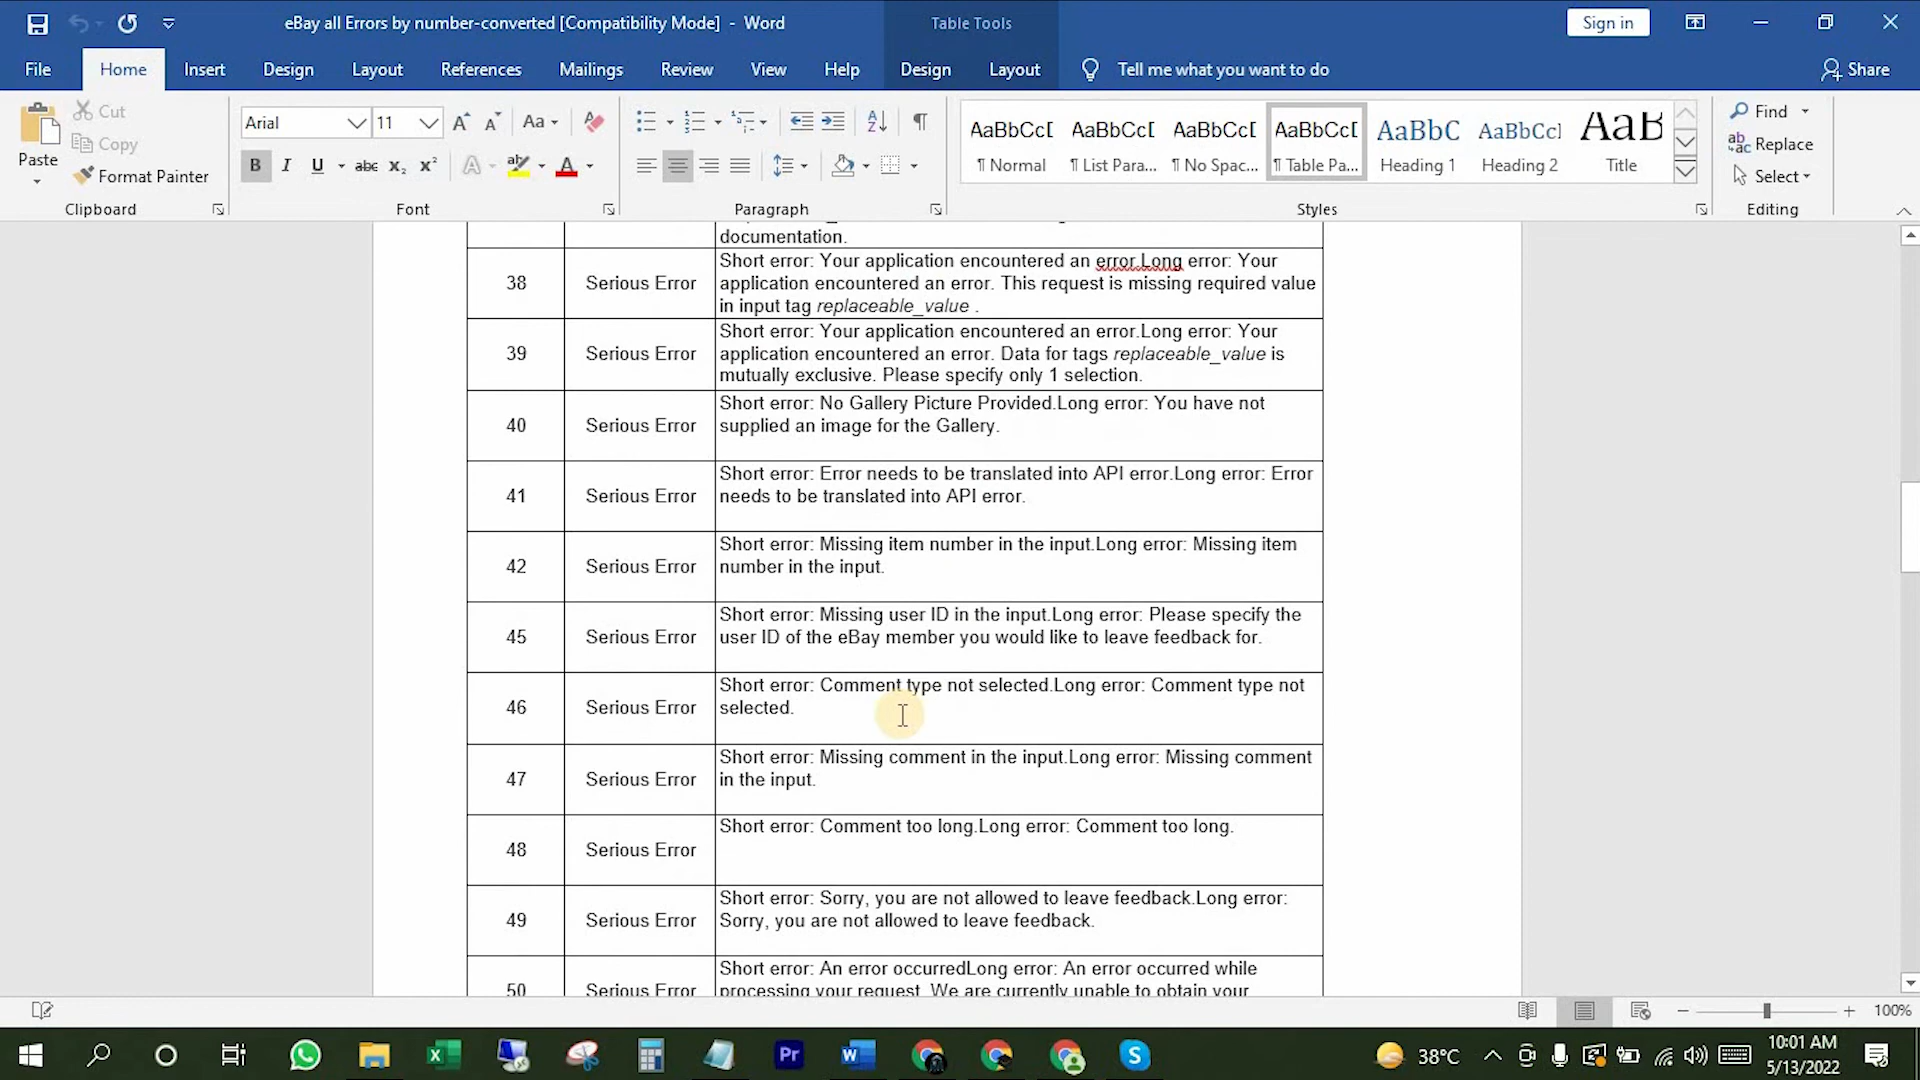 eBay all Errors by number-converted [Compatibility Mode] - Word
Table Tools
Sign in
File Home Insert Design Layout References Mailings Review View Help Design Layout Tell me what you want to do Share
Paste
Cut
Copy
Format Painter
Clipboard
Arial 11
Aa
B I U abc x₂ x²
A
Font
Paragraph
AaBbCcD AaBbCcD AaBbCcD AaBbCcD AaBbC AaBbCcD AaB
¶ Normal ¶ List Para... ¶ No Spac... ¶ Table Pa... Heading 1 Heading 2 Title
Styles
Find
Replace
Select
Editing
documentation.
38 Serious Error Short error: Your application encountered an error.Long error: Your
application encountered an error. This request is missing required value
in input tag replaceable_value .
39 Serious Error Short error: Your application encountered an error.Long error: Your
application encountered an error. Data for tags replaceable_value is
mutually exclusive. Please specify only 1 selection.
40 Serious Error Short error: No Gallery Picture Provided.Long error: You have not
supplied an image for the Gallery.
41 Serious Error Short error: Error needs to be translated into API error.Long error: Error
needs to be translated into API error.
42 Serious Error Short error: Missing item number in the input.Long error: Missing item
number in the input.
45 Serious Error Short error: Missing user ID in the input.Long error: Please specify the
user ID of the eBay member you would like to leave feedback for.
46 Serious Error Short error: Comment type not selected.Long error: Comment type not
selected.
47 Serious Error Short error: Missing comment in the input.Long error: Missing comment
in the input.
48 Serious Error Short error: Comment too long.Long error: Comment too long.
49 Serious Error Short error: Sorry, you are not allowed to leave feedback.Long error:
Sorry, you are not allowed to leave feedback.
50 Serious Error Short error: An error occurredLong error: An error occurred while
processing your request. We are currently unable to obtain your
100%
38°C
10:01 AM
5/13/2022